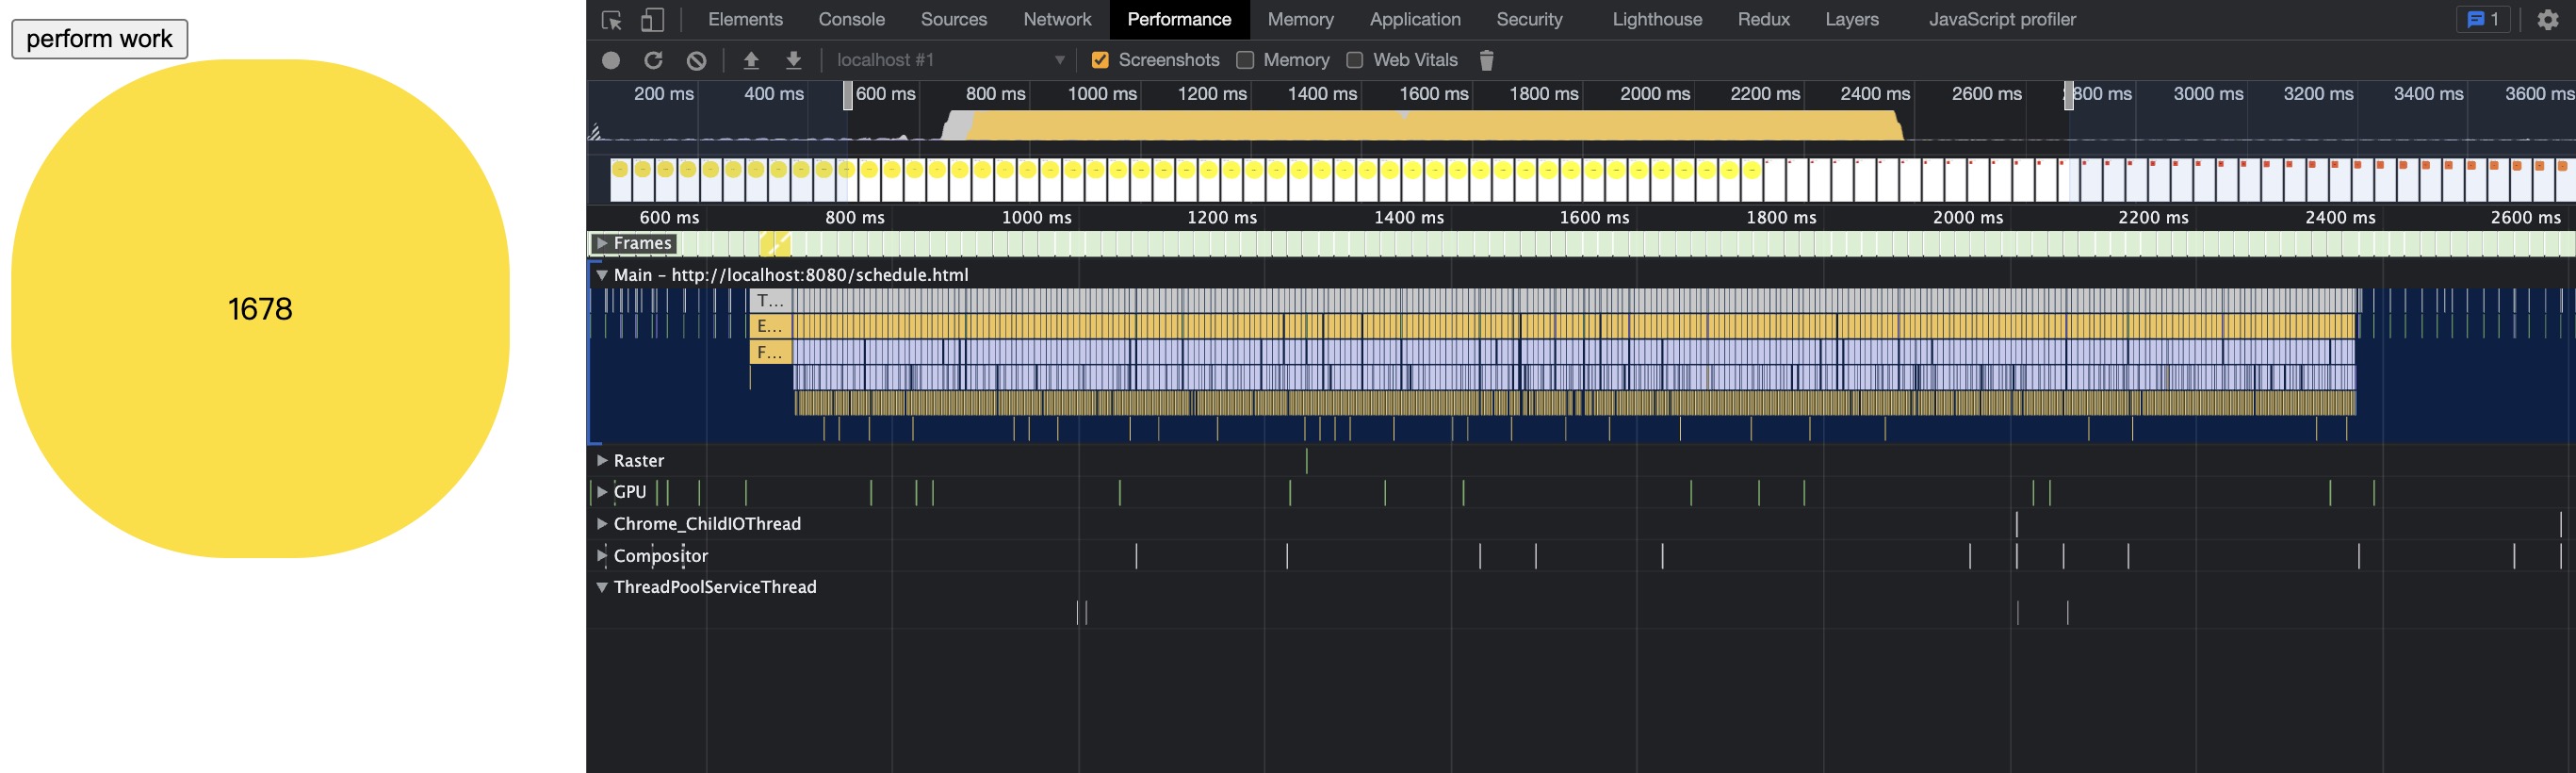 perform work
1678
Elements Console Sources Network Performance Memory Application Security Lighthouse Redux Layers JavaScript profiler 1
localhost #1 Screenshots Memory Web Vitals
200 ms 400 ms 600 ms 800 ms 1000 ms 1200 ms 1400 ms 1600 ms 1800 ms 2000 ms 2200 ms 2400 ms 2600 ms 800 ms 3000 ms 3200 ms 3400 ms 3600 ms
600 ms 800 ms 1000 ms 1200 ms 1400 ms 1600 ms 1800 ms 2000 ms 2200 ms 2400 ms 2600 ms
Frames
Main – http://localhost:8080/schedule.html
T...
E...
F...
Raster
GPU
Chrome_ChildIOThread
Compositor
ThreadPoolServiceThread